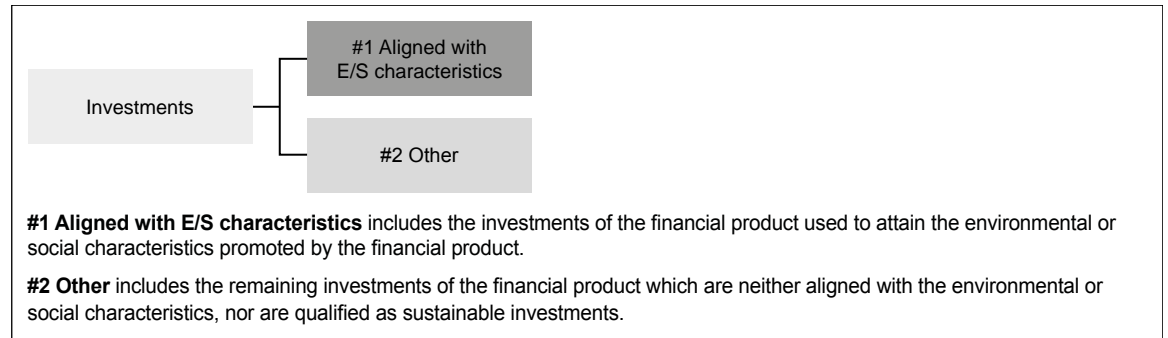 #1 Aligned with
E/S characteristics
Investments
#2 Other
#1 Aligned with E/S characteristics includes the investments of the financial product used to attain the environmental or
social characteristics promoted by the financial product.
#2 Other includes the remaining investments of the financial product which are neither aligned with the environmental or
social characteristics, nor are qualified as sustainable investments.